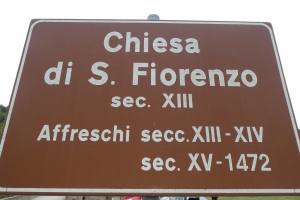 Chiesa
di S. Fiorenzo
sec. XIII
Affreschi secc. XIII-XIV
sec. XV-1472